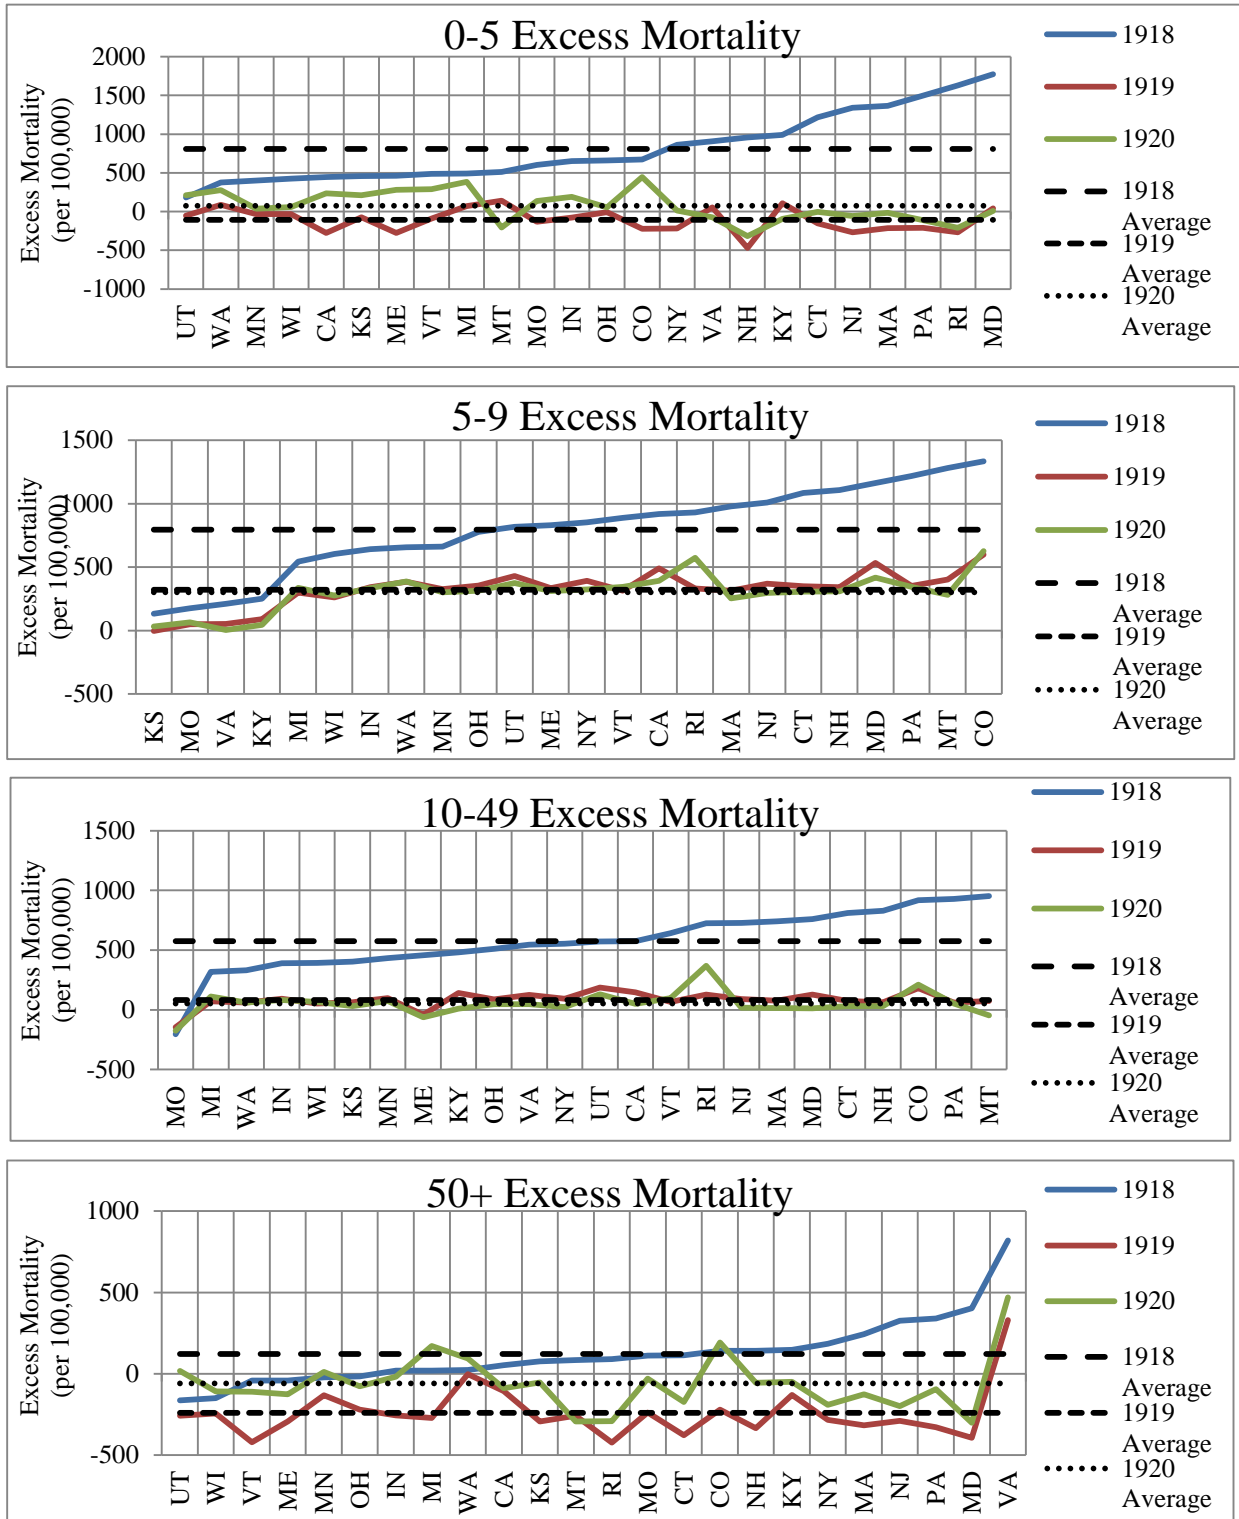 0-5 Excess Mortality
Excess Mortality
(per 100,000)
2000
1500
1000
500
0
-500
-1000
UT WA MN WI CA KS ME VT MI MT MO IN OH CO NY VA NH KY CT NJ MA PA RI MD
1918
1919
1920
1918
Average
1919
Average
1920
Average
5-9 Excess Mortality
Excess Mortality
(per 100,000)
1500
1000
500
0
-500
KS MO VA KY MI WI IN WA MN OH UT ME NY VT CA RI MA NJ CT NH MD PA MT CO
1918
1919
1920
1918
Average
1919
Average
1920
Average
10-49 Excess Mortality
Excess Mortality
(per 100,000)
1500
1000
500
0
-500
MO MI WA IN WI KS MN ME KY OH VA NY UT CA VT RI NJ MA MD CT NH CO PA MT
1918
1919
1920
1918
Average
1919
Average
1920
Average
50+ Excess Mortality
Excess Mortality
(per 100,000)
1000
500
0
-500
UT WI VT ME MN OH IN MI WA CA KS MT RI MO CT CO NH KY NY MA NJ PA MD VA
1918
1919
1920
1918
Average
1919
Average
1920
Average